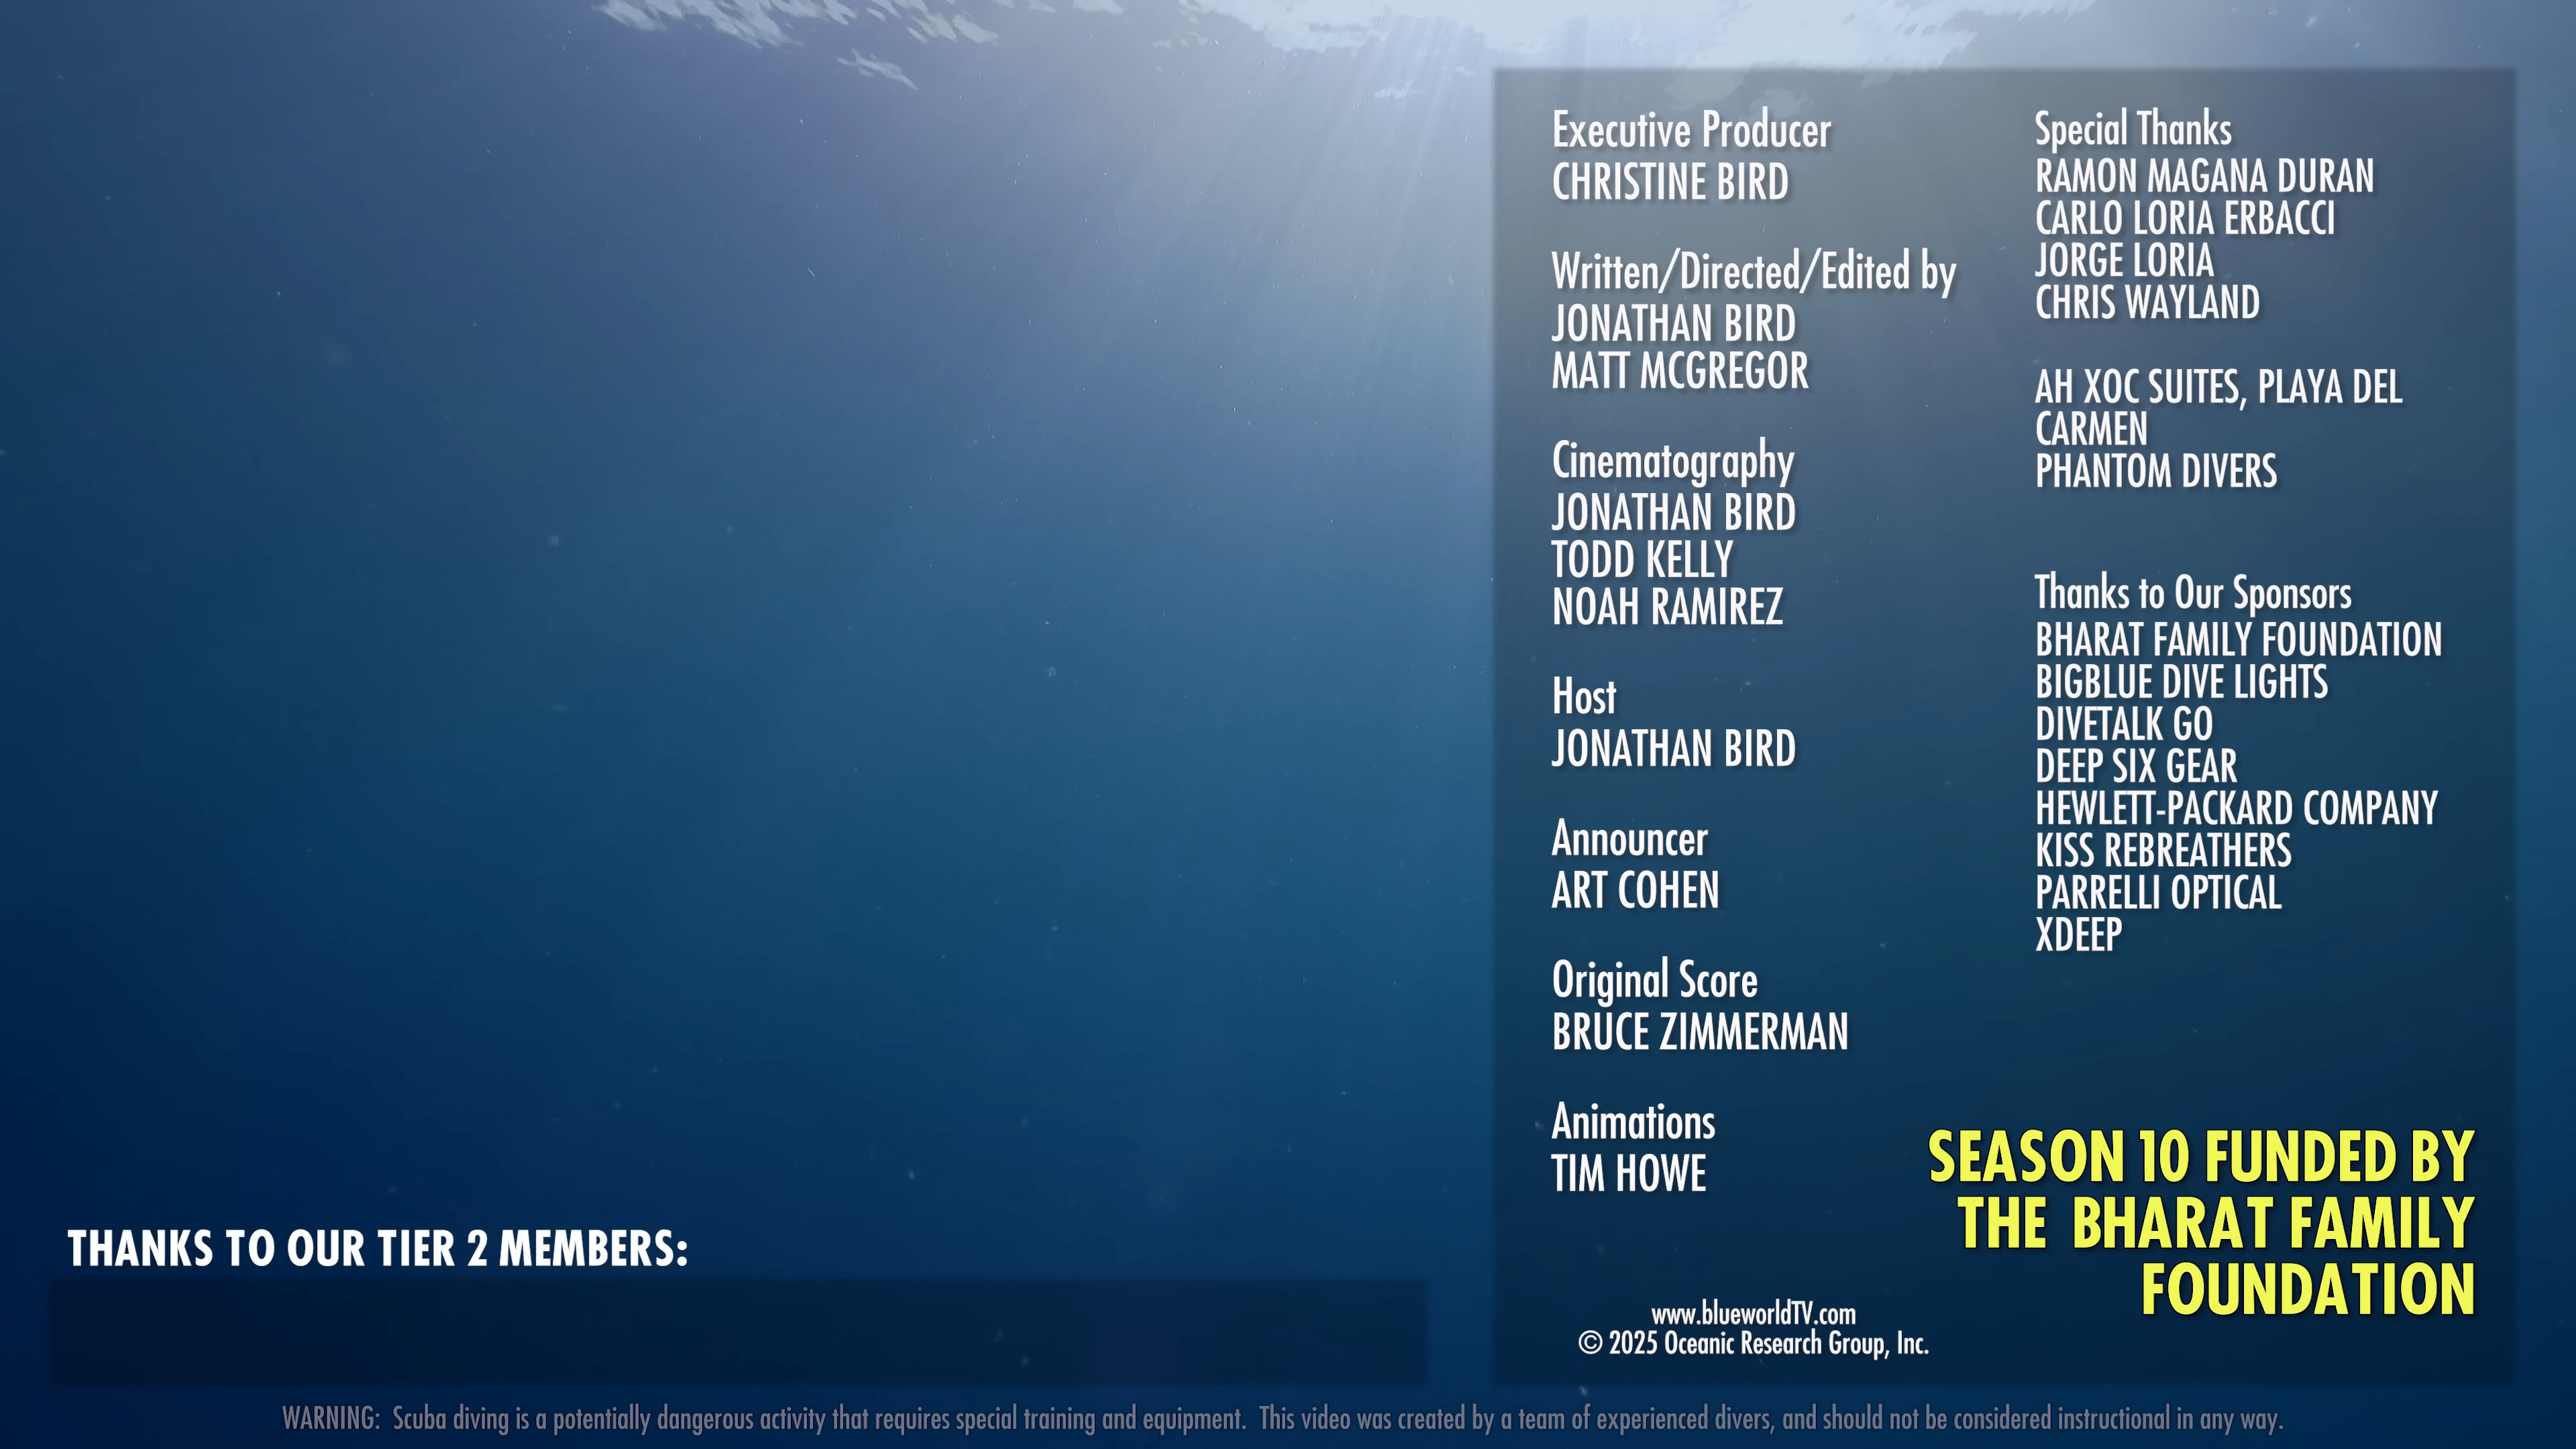 Executive Producer
CHRISTINE BIRD
Written/Directed/Edited by
JONATHAN BIRD
MATT MCGREGOR
Cinematography
JONATHAN BIRD
TODD KELLY
NOAH RAMIREZ
Host
JONATHAN BIRD
Announcer
ART COHEN
Original Score
BRUCE ZIMMERMAN
Animations
TIM HOWE
Special Thanks
RAMON MAGANA DURAN
CARLO LORIA ERBACCI
JORGE LORIA
CHRIS WAYLAND
AH XOC SUITES, PLAYA DEL
CARMEN
PHANTOM DIVERS
Thanks to Our Sponsors
BHARAT FAMILY FOUNDATION
BIGBLUE DIVE LIGHTS
DIVETALK GO
DEEP SIX GEAR
HEWLETT-PACKARD COMPANY
KISS REBREATHERS
PARRELLI OPTICAL
XDEEP
SEASON 10 FUNDED BY
THE BHARAT FAMILY
FOUNDATION
THANKS TO OUR TIER 2 MEMBERS:
www.blueworldTV.com
© 2025 Oceanic Research Group, Inc.
WARNING: Scuba diving is a potentially dangerous activity that requires special training and equipment. This video was created by a team of experienced divers, and should not be considered instructional in any way.